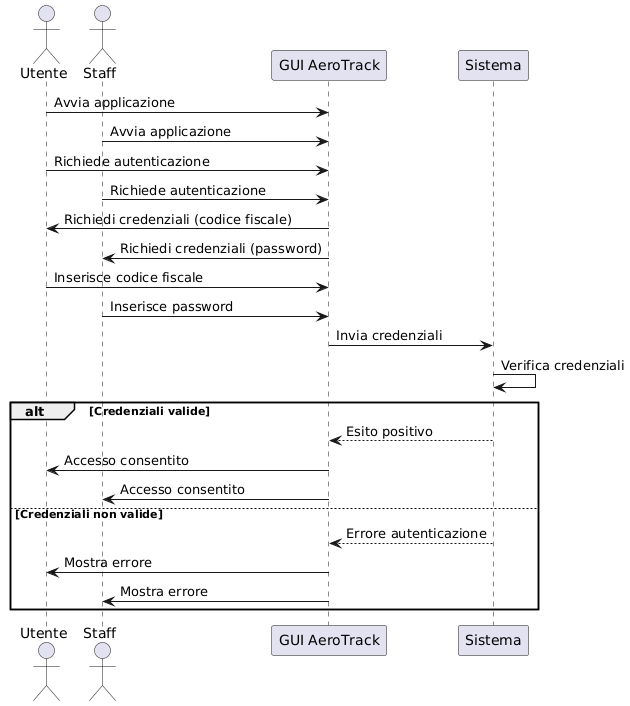 Utente Staff GUI AeroTrack Sistema
Avvia applicazione
Avvia applicazione
Richiede autenticazione
Richiede autenticazione
Richiedi credenziali (codice fiscale)
Richiedi credenziali (password)
Inserisce codice fiscale
Inserisce password
Invia credenziali
Verifica credenziali
alt [Credenziali valide]
Esito positivo
Accesso consentito
Accesso consentito
[Credenziali non valide]
Errore autenticazione
Mostra errore
Mostra errore
Utente Staff GUI AeroTrack Sistema